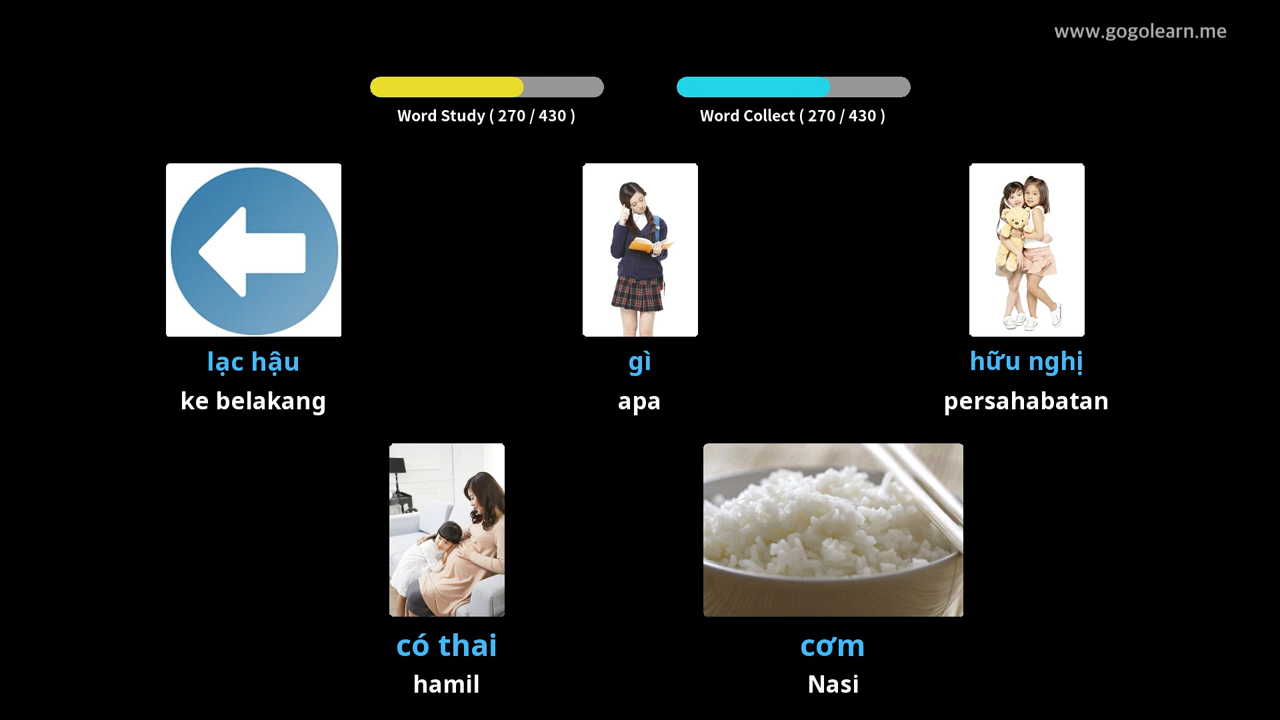 www.gogolearn.me
Word Study ( 270 / 430 )
Word Collect ( 270 / 430 )
lạc hậu
ke belakang
gì
apa
hữu nghị
persahabatan
có thai
hamil
cơm
Nasi